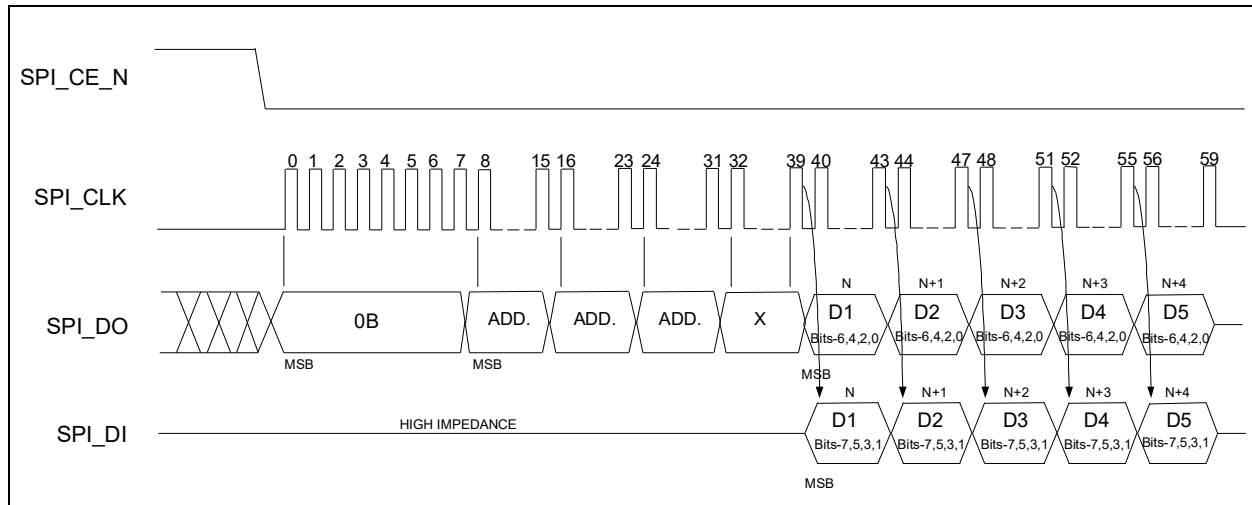 SPI_CE_N
0 1 2 3 4 5 6 7 8 15 16 23 24 31 32 39 40 43 44 47 48 51 52 55 56 59
SPI_CLK
N N+1 N+2 N+3 N+4
SPI_DO 0B ADD. ADD. ADD. X D1 D2 D3 D4 D5
Bits-6,4,2,0 Bits-6,4,2,0 Bits-6,4,2,0 Bits-6,4,2,0 Bits-6,4,2,0
MSB MSB MSB
N N+1 N+2 N+3 N+4
SPI_DI HIGH IMPEDANCE D1 D2 D3 D4 D5
Bits-7,5,3,1 Bits-7,5,3,1 Bits-7,5,3,1 Bits-7,5,3,1 Bits-7,5,3,1
MSB